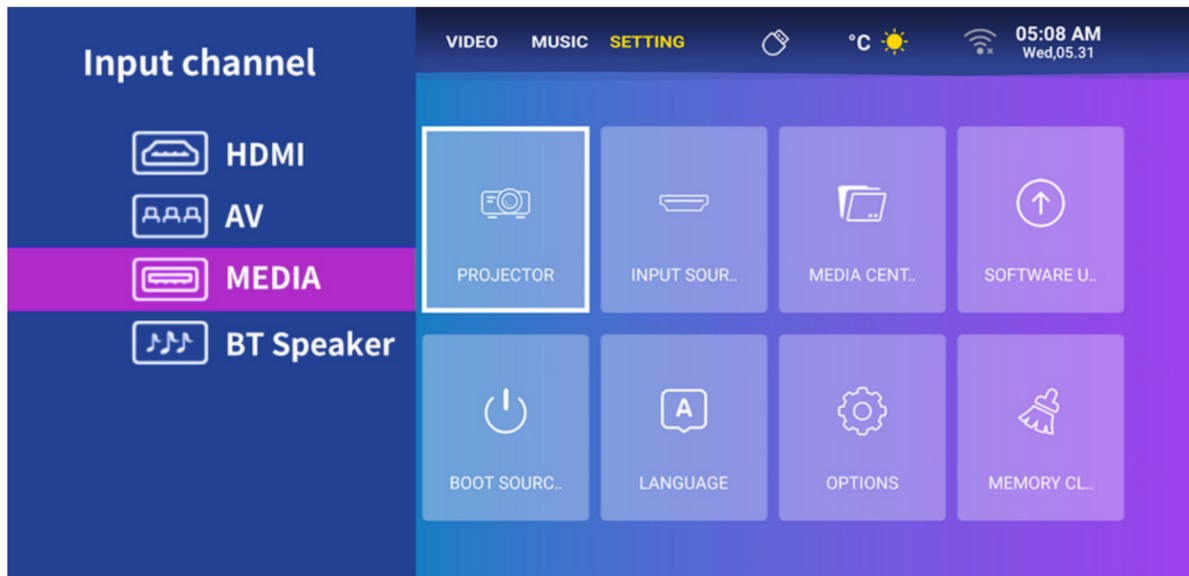 Input channel
HDMI
AV
MEDIA
BT Speaker
VIDEO MUSIC SETTING °C 05:08 AM
Wed,05.31
PROJECTOR INPUT SOUR.. MEDIA CENT.. SOFTWARE U..
A
BOOT SOURC.. LANGUAGE OPTIONS MEMORY CL..